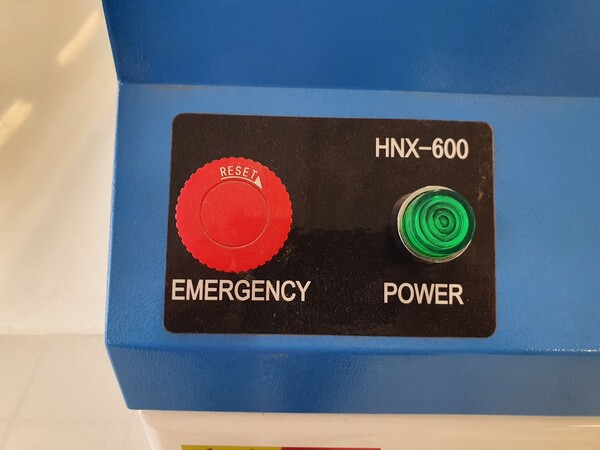 HNX-600
RESET
EMERGENCY
POWER